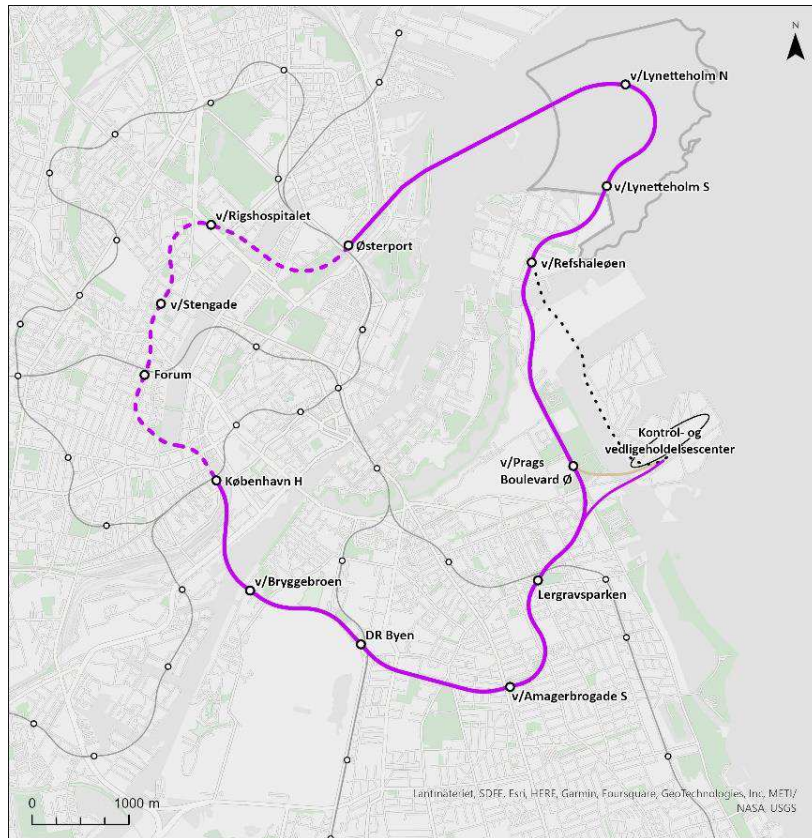 N
v/Lynetteholm N
v/Lynetteholm S
v/Rigshospitalet
Østerport
v/Refshaleøen
v/Stengade
Forum
Kontrol- og
vedligeholdelsescenter
v/Prags
Boulevard Ø
København H
v/Bryggebroen
Lergravsparken
DR Byen
v/Amagerbrogade S
0 1000 m
Lantmäteriet, SDFE, Esri, HERE, Garmin, Foursquare, GeoTechnologies, Inc, METI/
NASA, USGS